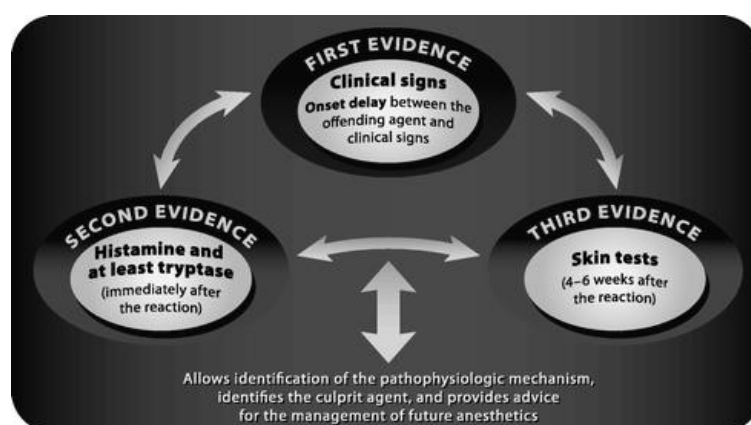 FIRST EVIDENCE
Clinical signs
Onset delay between the
offending agent and
clinical signs
SECOND EVIDENCE
Histamine and
at least tryptase
(immediately after
the reaction)
THIRD EVIDENCE
Skin tests
(4–6 weeks after
the reaction)
Allows identification of the pathophysiologic mechanism,
identifies the culprit agent, and provides advice
for the management of future anesthetics